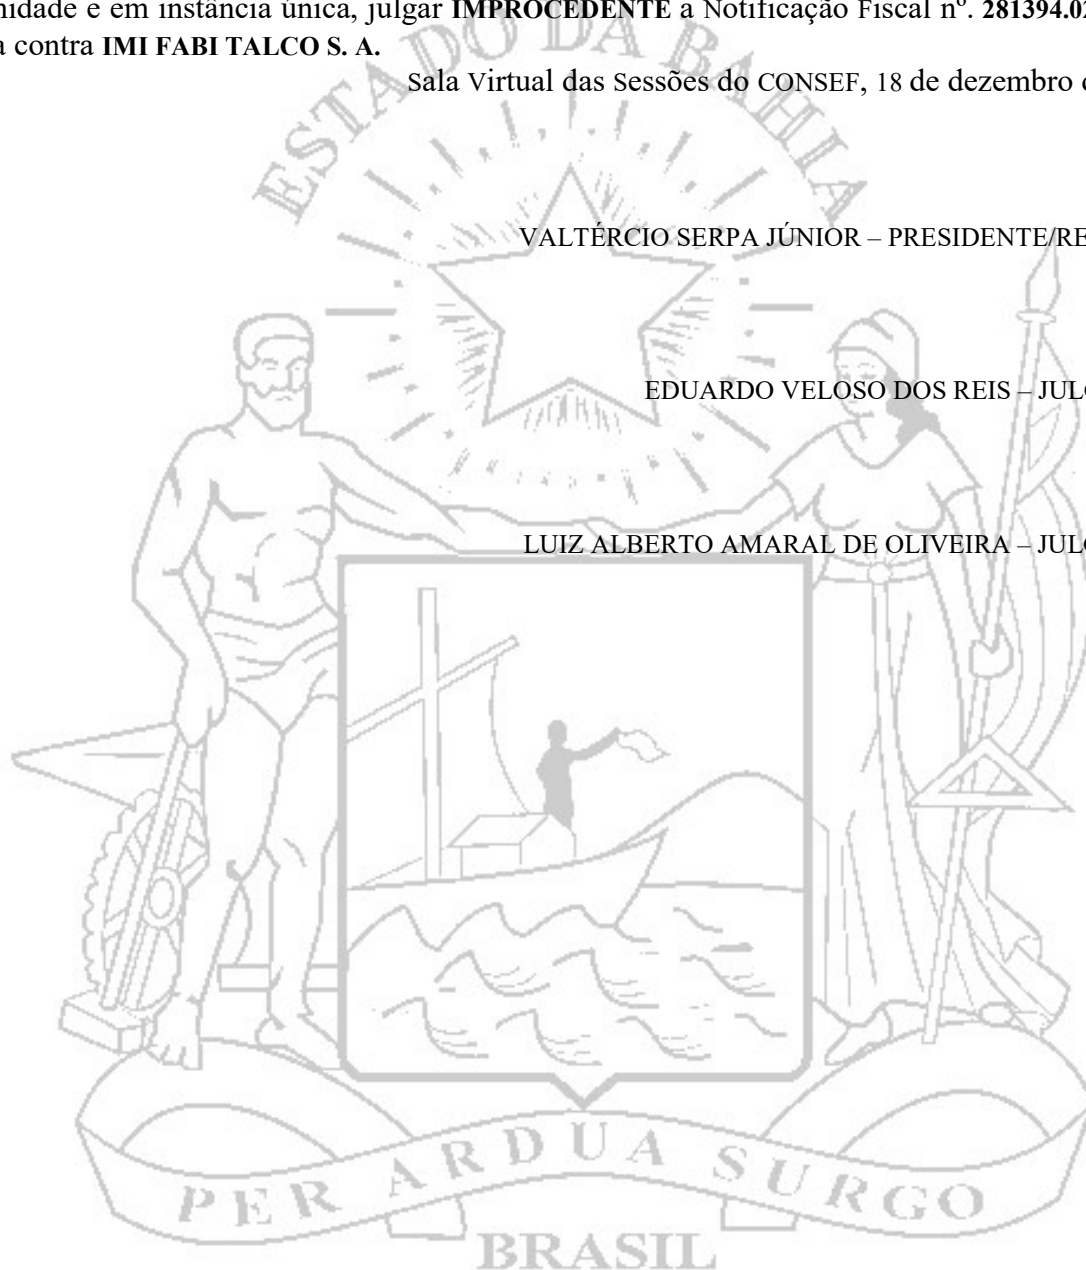 nidade e em instância única, julgar IMPROCEDENTE a Notificação Fiscal nº. 281394.02
a contra IMI FABI TALCO S. A.
Sala Virtual das Sessões do CONSEF, 18 de dezembro
ESTADO DA BAHIA
VALTÉRCIO SERPA JÚNIOR – PRESIDENTE/RE
EDUARDO VELOSO DOS REIS – JUL
LUIZ ALBERTO AMARAL DE OLIVEIRA – JUL
PER ARDUA SURGO
BRASIL